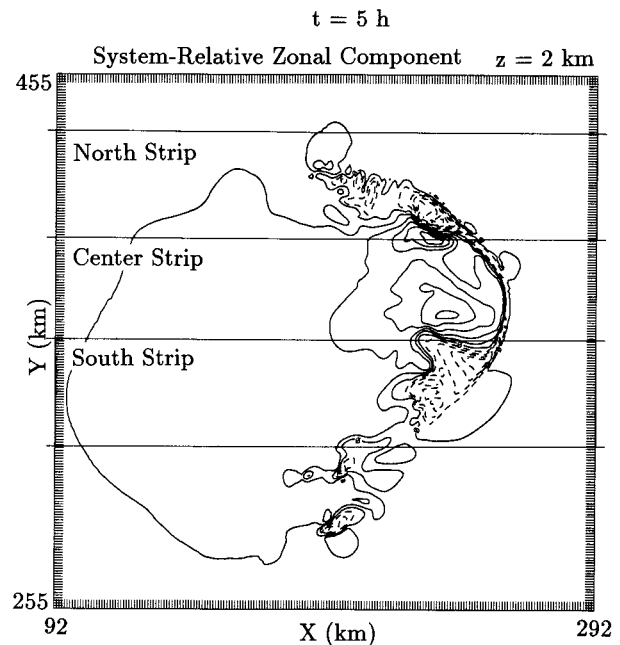 t = 5 h
System-Relative Zonal Component z = 2 km
455
North Strip
Center Strip
Y (km)
South Strip
255
92 X (km) 292